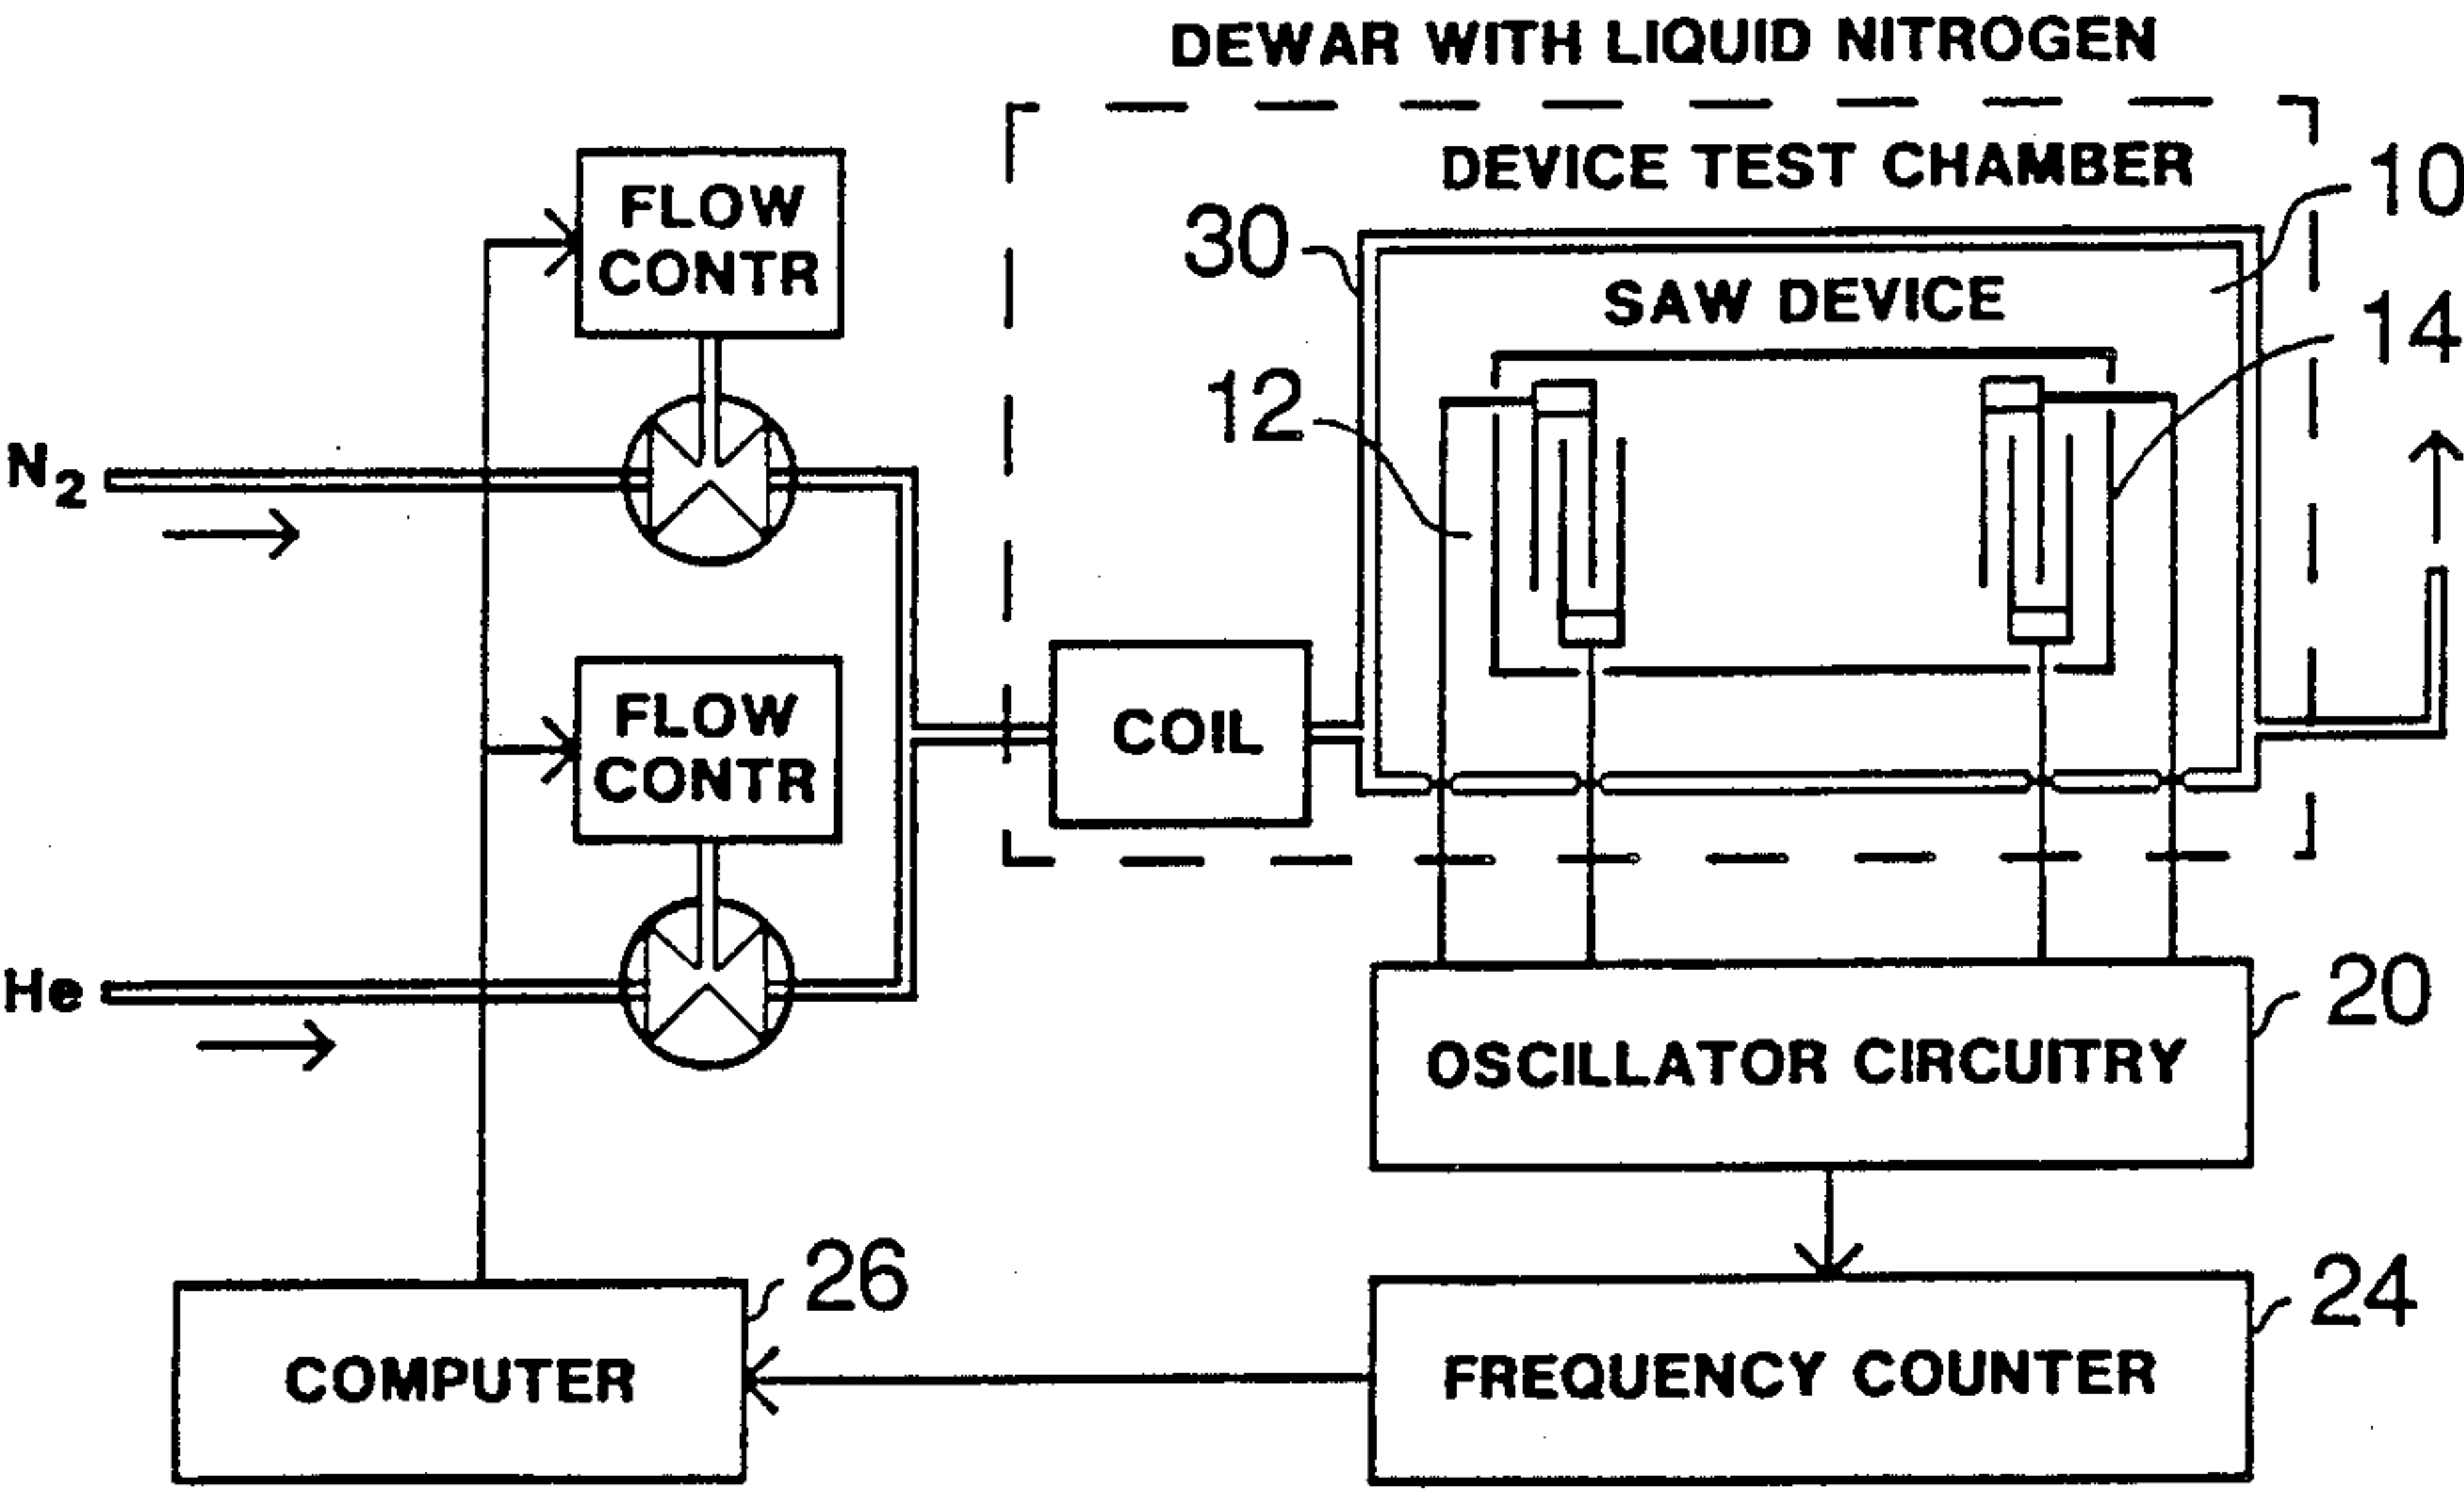 DEWAR WITH LIQUID NITROGEN
DEVICE TEST CHAMBER
10
FLOW
CONTR
30
SAW DEVICE
14
12
N2
FLOW
CONTR
COIL
He
20
OSCILLATOR CIRCUITRY
26
24
COMPUTER
FREQUENCY COUNTER